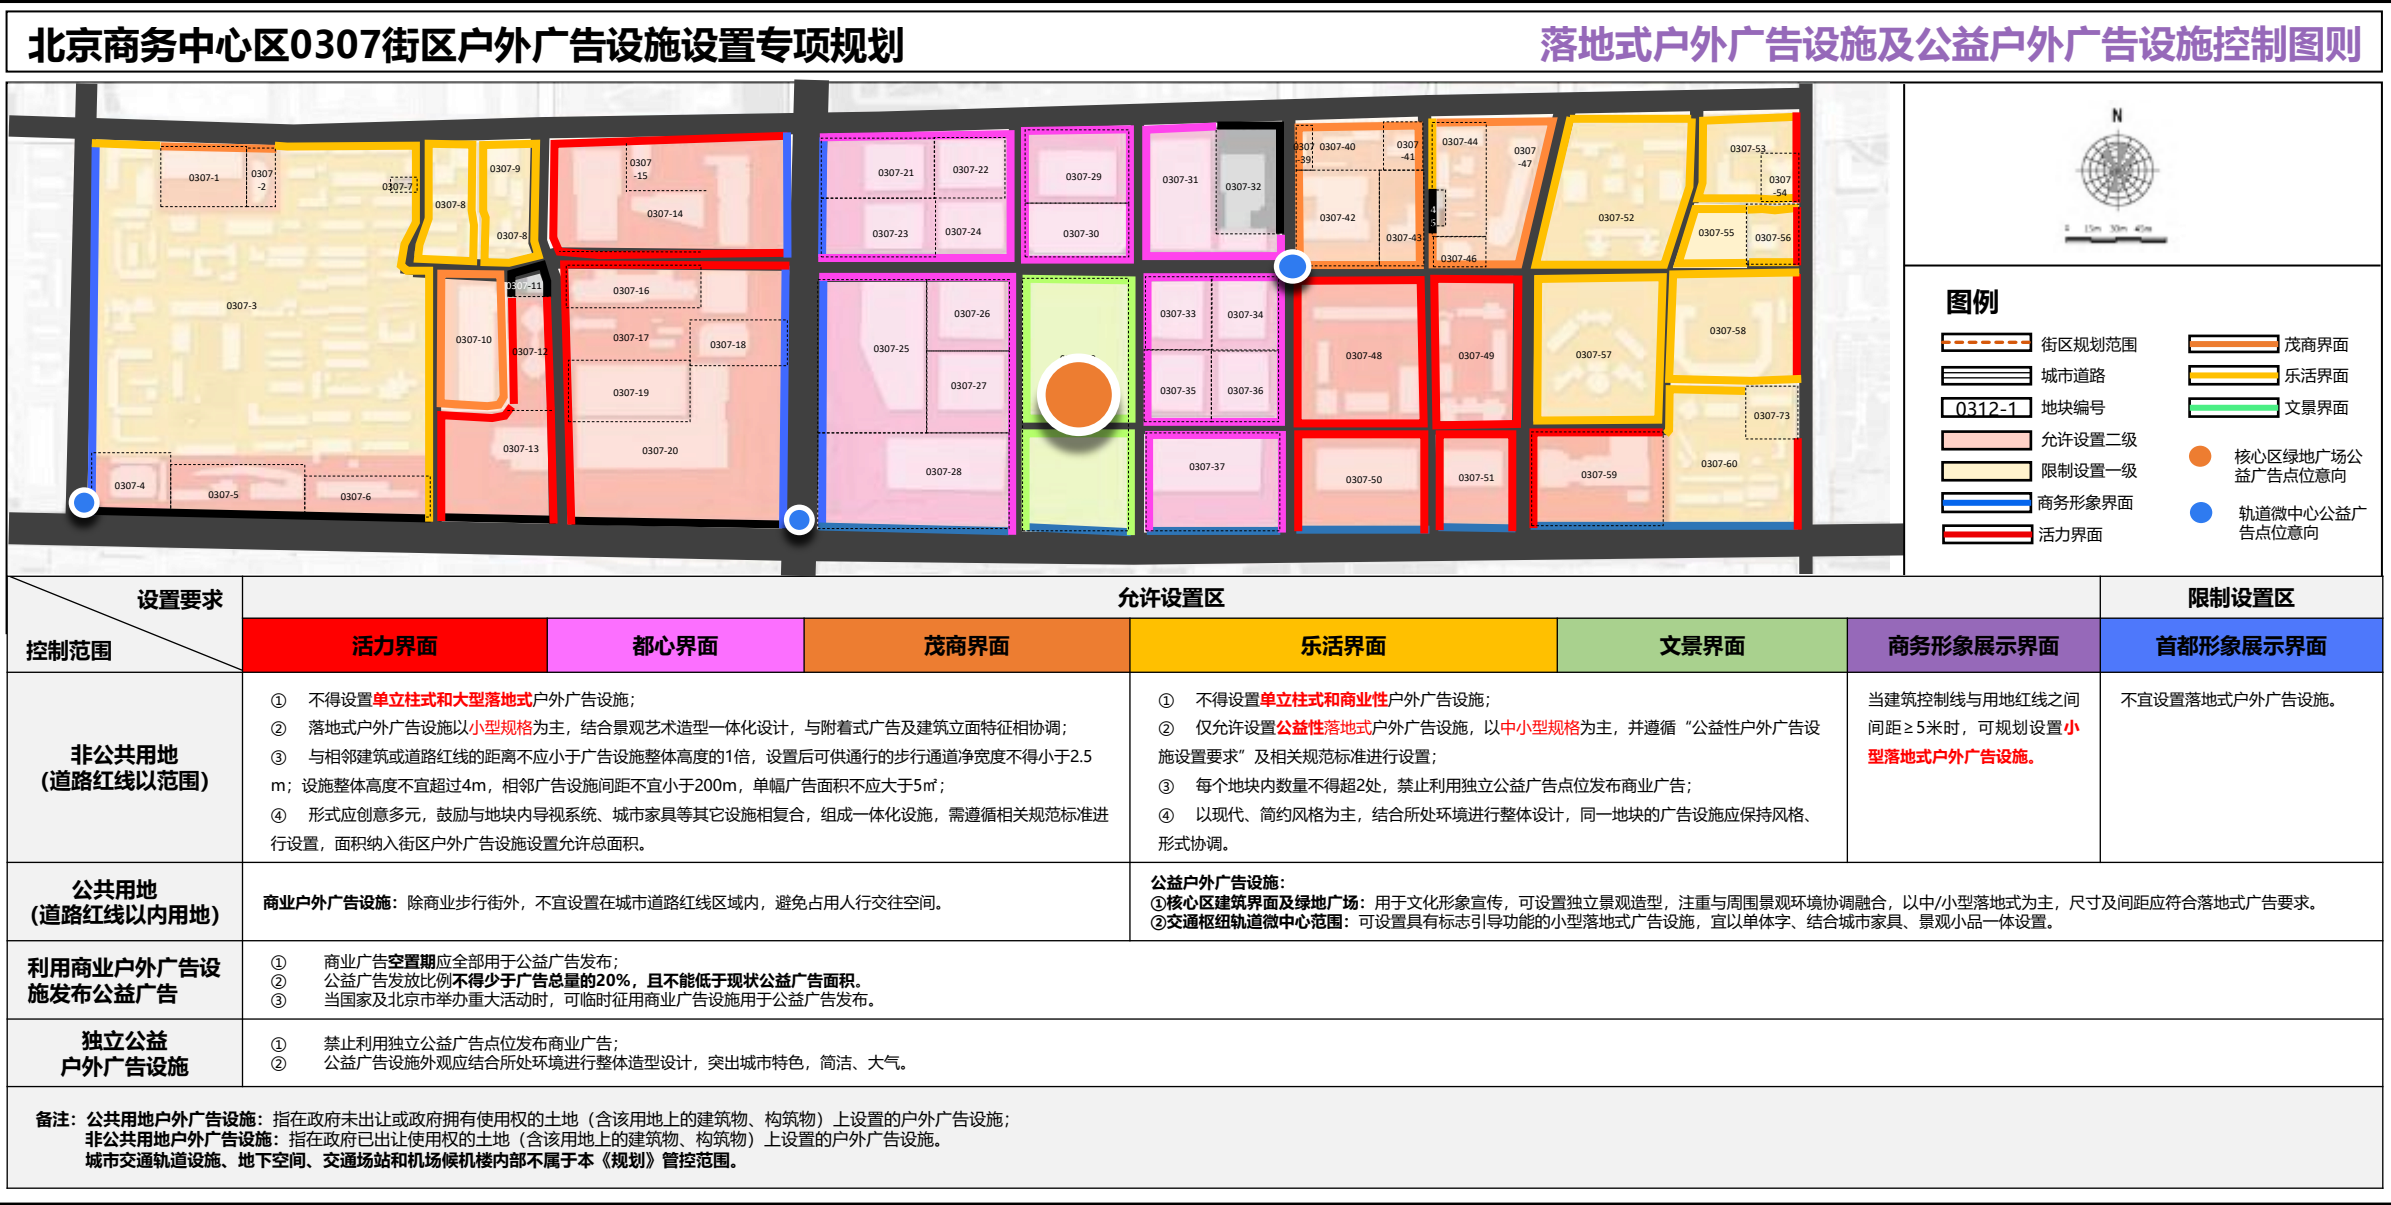 北京商务中心区0307街区户外广告设施设置专项规划
落地式户外广告设施及公益户外广告设施控制图则
0307-1
0307
-2
0307-3
0307-4
0307-5
0307-6
0307-7
0307-8
0307-9
0307-8
0307-10
0307-11
0307-12
0307-13
0307
-15
0307-14
0307-16
0307-17
0307-18
0307-19
0307-20
0307-21
0307-22
0307-23
0307-24
0307-25
0307-26
0307-27
0307-28
0307-29
0307-30
0307-31
0307-32
0307-33
0307-34
0307-35
0307-36
0307-37
0307
-39
0307-40
0307
-41
0307-42
0307-43
0307-44
0307-46
0307
-47
0307-48
0307-49
0307-50
0307-51
0307-52
0307-53
0307
-54
0307-55
0307-56
0307-57
0307-58
0307-59
0307-60
0307-73
N
15m 30m 45m
图例
街区规划范围
城市道路
0312-1 地块编号
允许设置二级
限制设置一级
商务形象界面
活力界面
茂商界面
乐活界面
文景界面
核心区绿地广场公
益广告点位意向
轨道微中心公益广
告点位意向
设置要求
控制范围
允许设置区
限制设置区
活力界面
都心界面
茂商界面
乐活界面
文景界面
商务形象展示界面
首都形象展示界面
非公共用地
(道路红线以范围)
① 不得设置单立柱式和大型落地式户外广告设施；
② 落地式户外广告设施以小型规格为主，结合景观艺术造型一体化设计，与附着式广告及建筑立面特征相协调；
③ 与相邻建筑或道路红线的距离不应小于广告设施整体高度的1倍，设置后可供通行的步行通道净宽度不得小于2.5
m；设施整体高度不宜超过4m，相邻广告设施间距不宜小于200m，单幅广告面积不应大于5㎡；
④ 形式应创意多元，鼓励与地块内导视系统、城市家具等其它设施相复合，组成一体化设施，需遵循相关规范标准进
行设置，面积纳入街区户外广告设施设置允许总面积。
① 不得设置单立柱式和商业性户外广告设施；
② 仅允许设置公益性落地式户外广告设施，以中小型规格为主，并遵循“公益性户外广告设
施设置要求”及相关规范标准进行设置；
③ 每个地块内数量不得超2处，禁止利用独立公益广告点位发布商业广告；
④ 以现代、简约风格为主，结合所处环境进行整体设计，同一地块的广告设施应保持风格、
形式协调。
当建筑控制线与用地红线之间
间距≥5米时，可规划设置小
型落地式户外广告设施。
不宜设置落地式户外广告设施。
公共用地
(道路红线以内用地)
商业户外广告设施：除商业步行街外，不宜设置在城市道路红线区域内，避免占用人行交往空间。
公益户外广告设施：
①核心区建筑界面及绿地广场：用于文化形象宣传，可设置独立景观造型，注重与周围景观环境协调融合，以中/小型落地式为主，尺寸及间距应符合落地式广告要求。
②交通枢纽轨道微中心范围：可设置具有标志引导功能的小型落地式广告设施，宜以单体字、结合城市家具、景观小品一体设置。
利用商业户外广告设
施发布公益广告
① 商业广告空置期应全部用于公益广告发布；
② 公益广告发放比例不得少于广告总量的20%，且不能低于现状公益广告面积。
③ 当国家及北京市举办重大活动时，可临时征用商业广告设施用于公益广告发布。
独立公益
户外广告设施
① 禁止利用独立公益广告点位发布商业广告；
② 公益广告设施外观应结合所处环境进行整体造型设计，突出城市特色，简洁、大气。
备注：公共用地户外广告设施：指在政府未出让或政府拥有使用权的土地（含该用地上的建筑物、构筑物）上设置的户外广告设施；
非公共用地户外广告设施：指在政府已出让使用权的土地（含该用地上的建筑物、构筑物）上设置的户外广告设施。
城市交通轨道设施、地下空间、交通场站和机场候机楼内部不属于本《规划》管控范围。